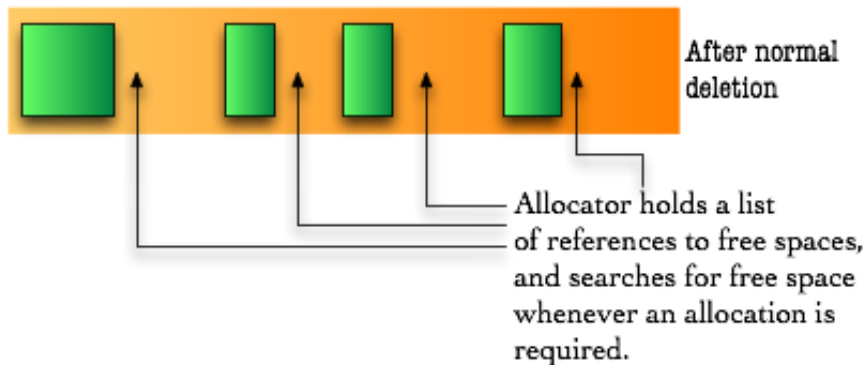 After normal
deletion
Allocator holds a list
of references to free spaces,
and searches for free space
whenever an allocation is
required.